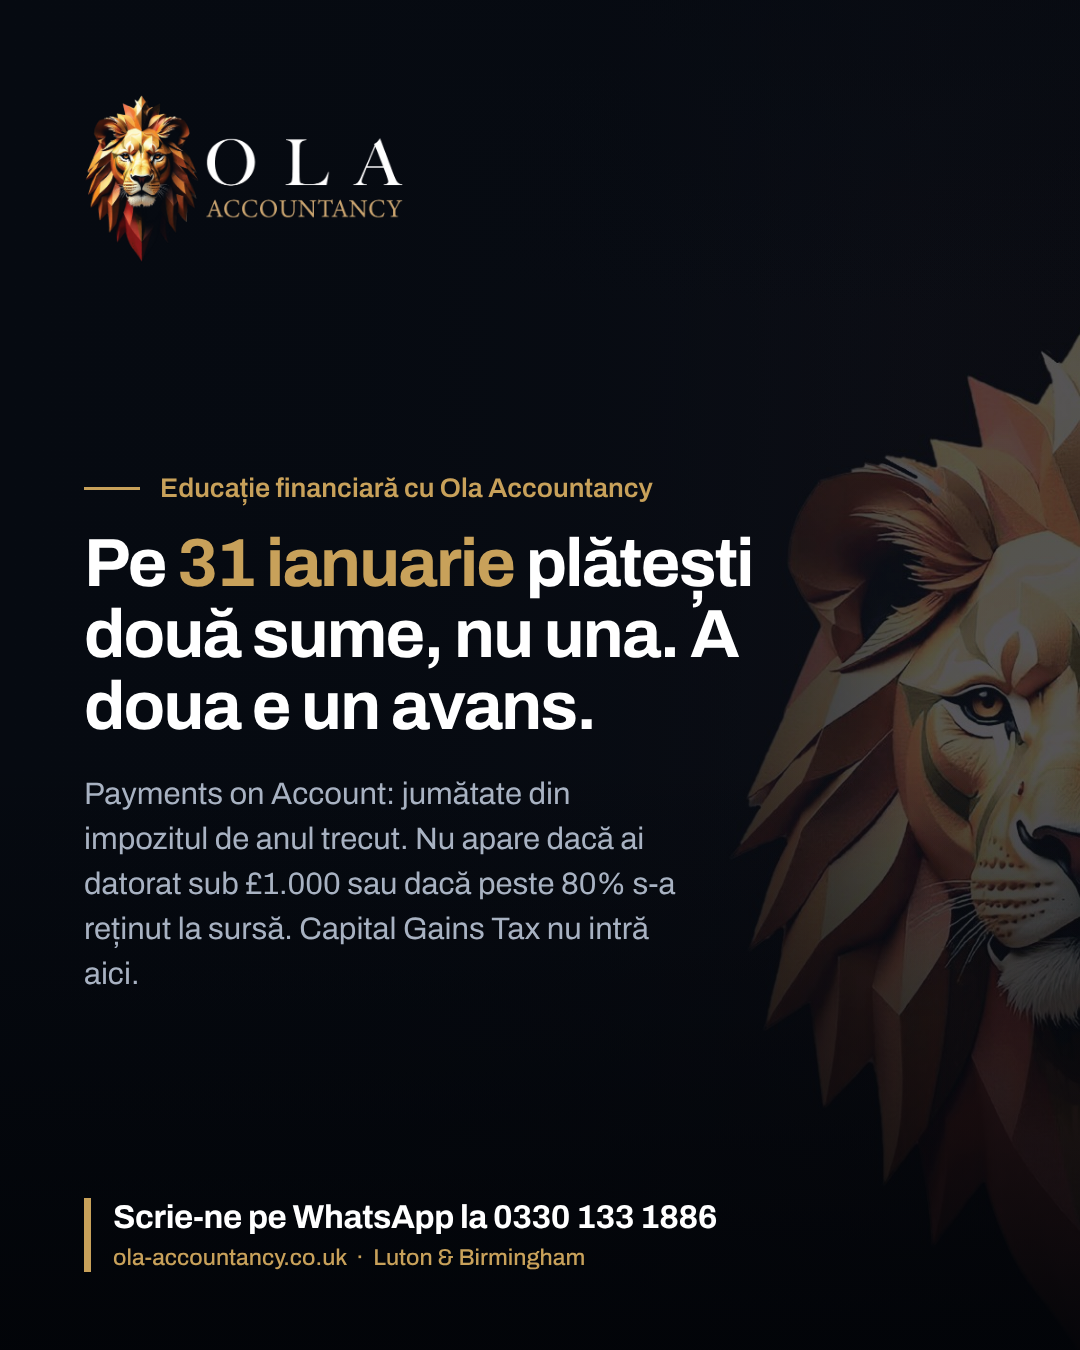 OLA
ACCOUNTANCY
Educație financiară cu Ola Accountancy
Pe 31 ianuarie plătești
două sume, nu una. A
doua e un avans.
Payments on Account: jumătate din
impozitul de anul trecut. Nu apare dacă ai
datorat sub £1.000 sau dacă peste 80% s-a
reținut la sursă. Capital Gains Tax nu intră
aici.
Scrie-ne pe WhatsApp la 0330 133 1886
ola-accountancy.co.uk · Luton & Birmingham